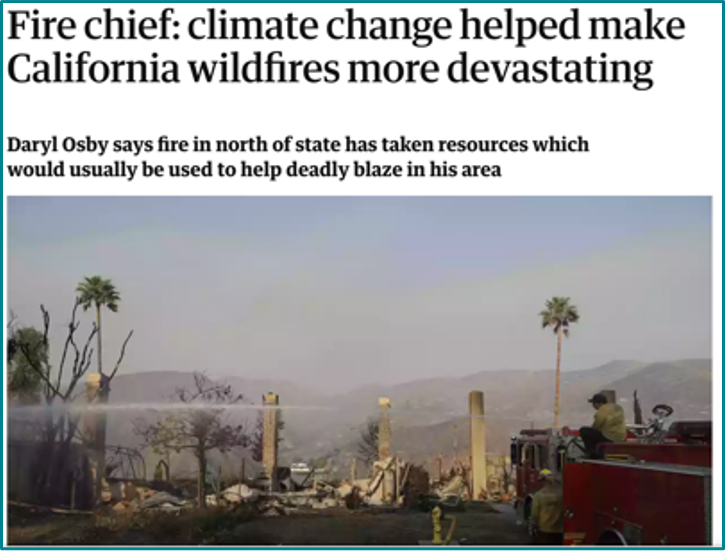 Fire chief: climate change helped make
California wildfires more devastating
Daryl Osby says fire in north of state has taken resources which
would usually be used to help deadly blaze in his area